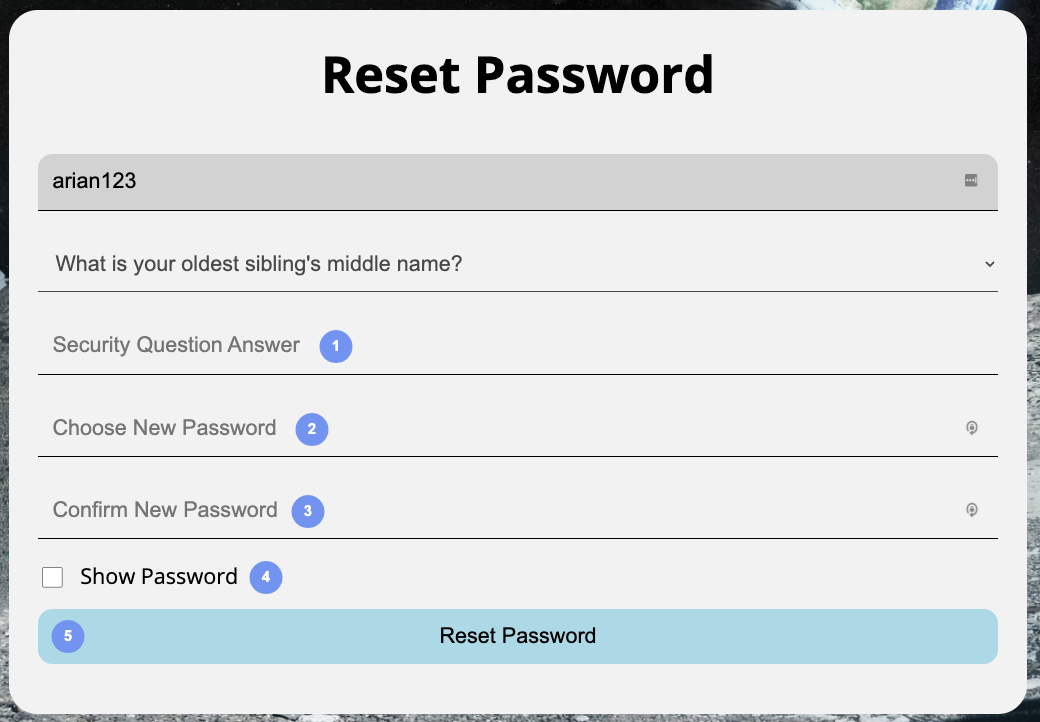 Reset Password
arian123
What is your oldest sibling's middle name?
Security Question Answer 1
Choose New Password 2
Confirm New Password 3
Show Password 4
5 Reset Password